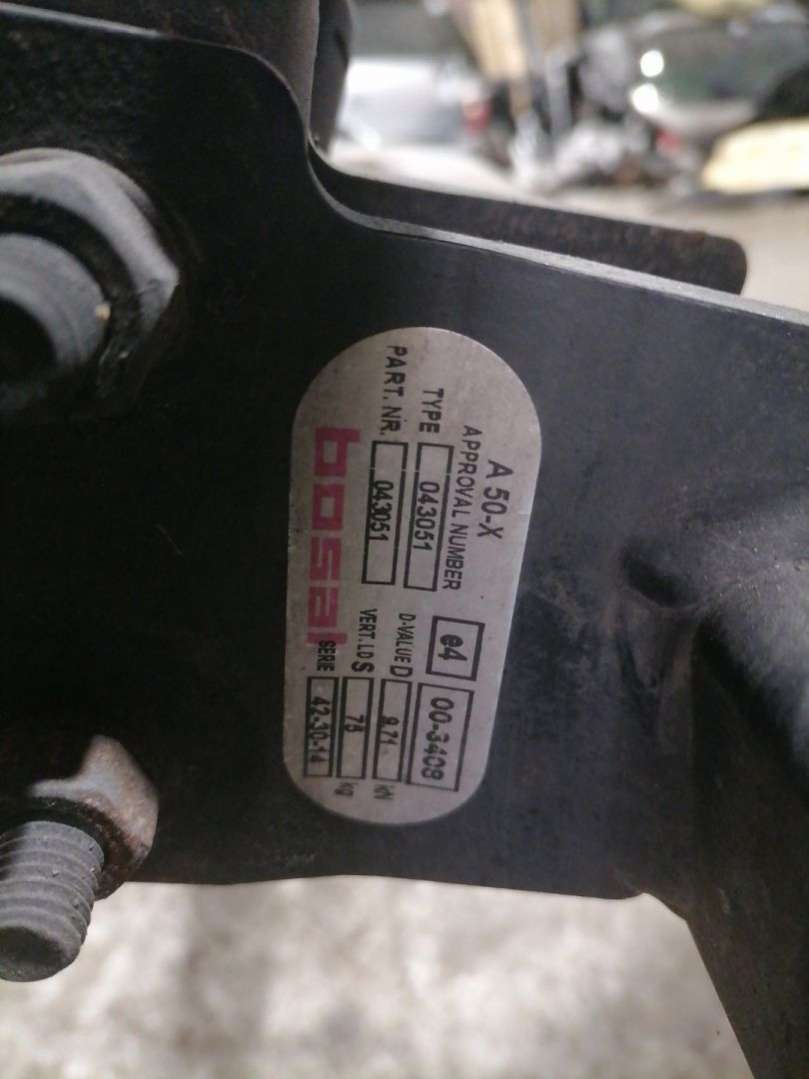 A 50-X
APPROVAL NUMBER e4 00-3408
TYPE 043051 D-VALUE D 9,71 kN
PART. NR. 043051 VERT. LD S 75 kg
bosal SERIE 42-30-14